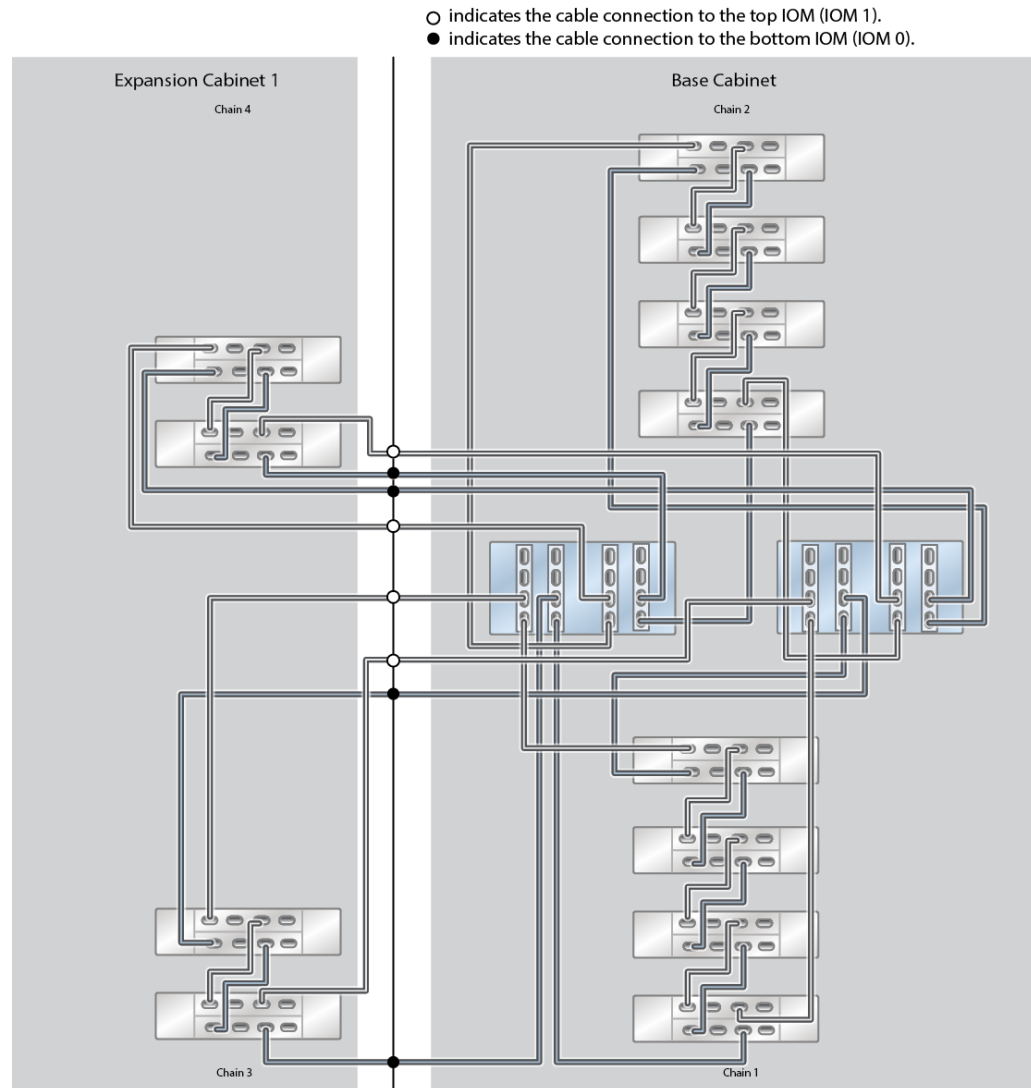 indicates the cable connection to the top IOM (IOM 1).
indicates the cable connection to the bottom IOM (IOM 0).
Expansion Cabinet 1
Base Cabinet
Chain 4
Chain 2
Chain 3
Chain 1